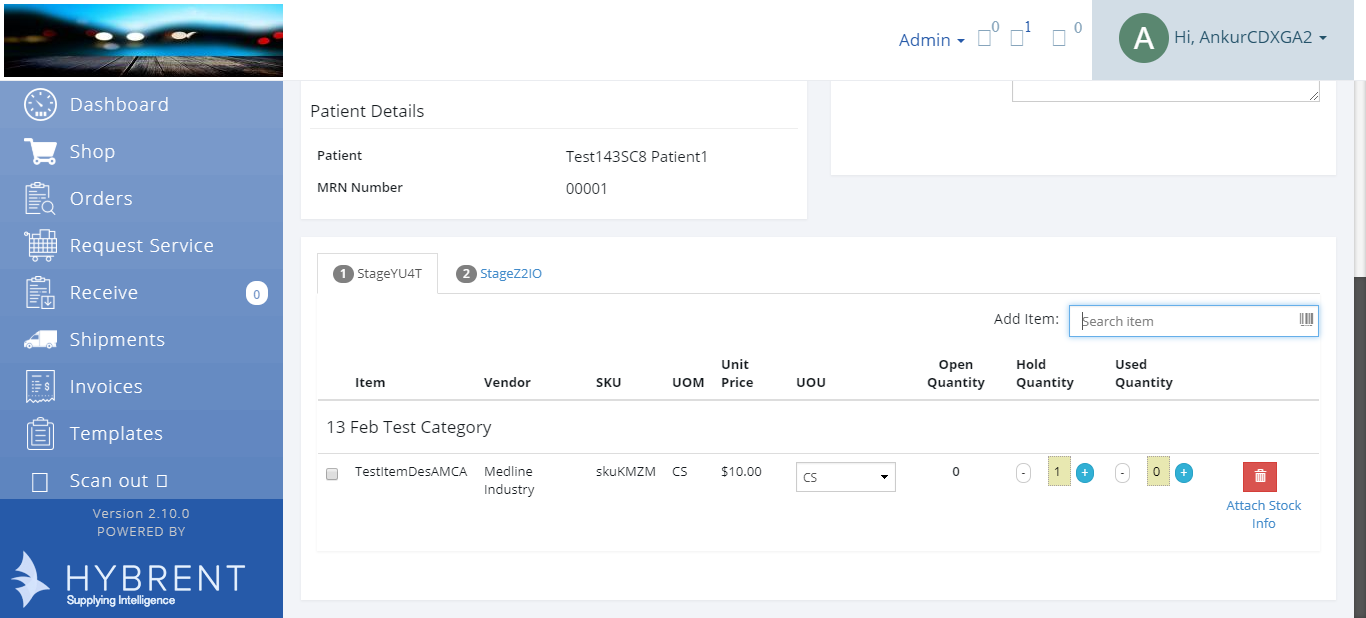 Admin
0
1
0
A
Hi, AnkurCDXGA2
Dashboard
Shop
Orders
Request Service
Receive
0
Shipments
Invoices
Templates
Scan out
Version 2.10.0
POWERED BY
HYBRENT
Supplying Intelligence
Patient Details
Patient Test143SC8 Patient1
MRN Number 00001
1 StageYU4T 2 StageZ2IO
Add Item: Search item
Item Vendor SKU UOM Unit Price UOU Open Quantity Hold Quantity Used Quantity
13 Feb Test Category
TestItemDesAMCA Medline Industry skuKMZM CS $10.00 CS 0 - 1 + - 0 +
Attach Stock
Info